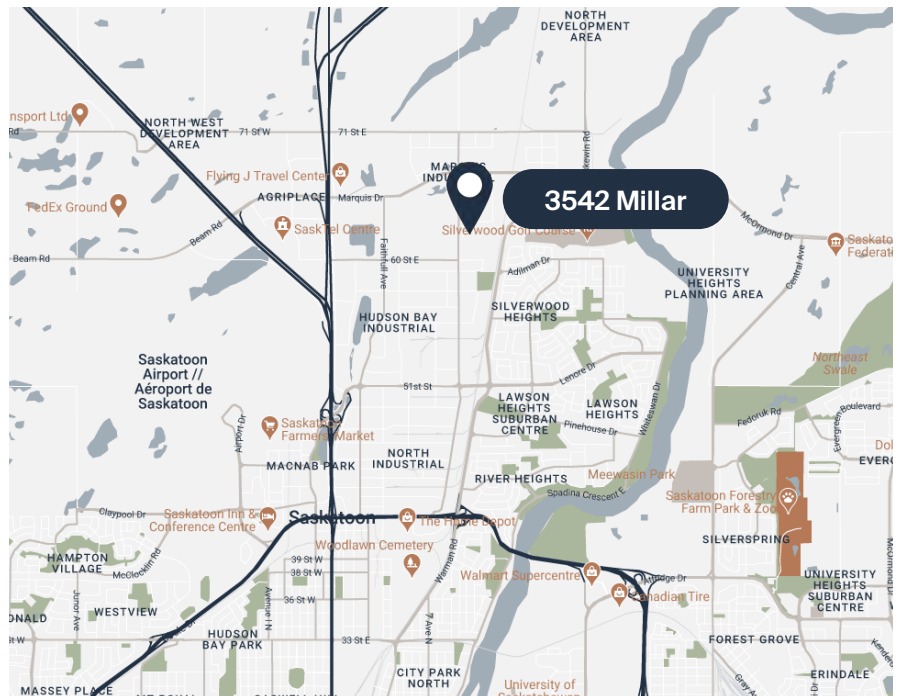 NORTH
DEVELOPMENT
AREA
nsport Ltd
NORTH WEST
DEVELOPMENT
AREA
Rd
71 St W
71 St E
Flying J Travel Center
AGRIPLACE
Marquis Dr
3542 Millar
FedEx Ground
SaskTel Centre
Beam Rd
Silverwood Golf Course
McOrmond Dr
Saskato
Federati
Beam Rd
60 St E
Faithfull Ave
Adilman Dr
Central Ave
UNIVERSITY
HEIGHTS
PLANNING AREA
SILVERWOOD
HEIGHTS
HUDSON BAY
INDUSTRIAL
Saskatoon
Airport //
Aéroport de
Saskatoon
Northeast
Swale
Lenore Dr
51st St
Whiteswan Dr
LAWSON
HEIGHTS
SUBURBAN
CENTRE
LAWSON
HEIGHTS
Pinehouse Dr
Fedoruk Rd
Evergreen
Boulevard
Airport Dr
Saskatoon
Farmers' Market
NORTH
INDUSTRIAL
MACNAB PARK
Dol
EVERG
RIVER HEIGHTS
Meewasin Park
Spadina Crescent E
Saskatoon Forestry
Farm Park & Zoo
Claypool Dr
Saskatoon Inn &
Conference Centre
Saskatoon
The Home Depot
SILVERSPRING
Woodlawn Cemetery
Warman Rd
HAMPTON
VILLAGE
McClocklin Rd
39 St W
38 St W
Walmart Supercentre
Attridge Dr
McOrmond Dr
Canadian Tire
UNIVERSITY
HEIGHTS
SUBURBAN
CENTRE
Junor Ave
WESTVIEW
Avenue I N
36 St W
ONALD
7 Ave N
St W
HUDSON
BAY PARK
33 St E
FOREST GROVE
CITY PARK
NORTH
ERINDALE
MASSEY PLACE
University of